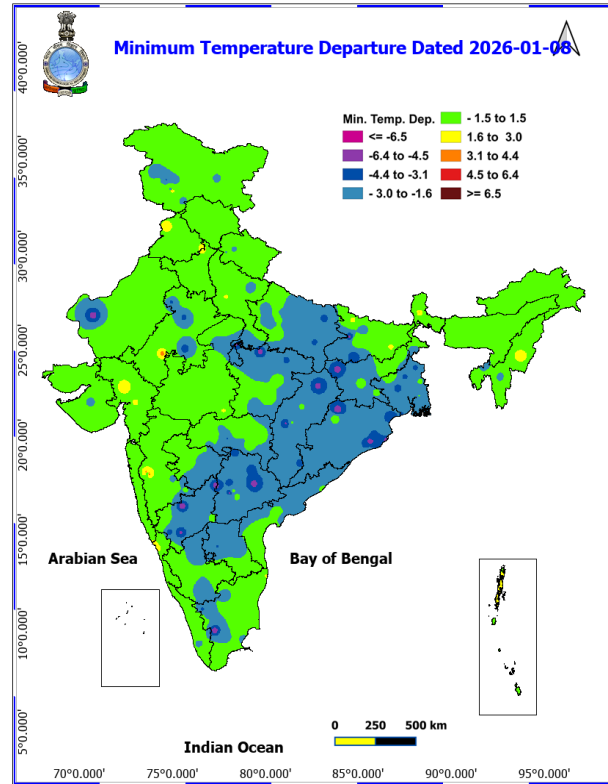 Minimum Temperature Departure Dated 2026-01-08
Min. Temp. Dep.
<= -6.5
-6.4 to -4.5
-4.4 to -3.1
- 3.0 to -1.6
- 1.5 to 1.5
1.6 to 3.0
3.1 to 4.4
4.5 to 6.4
>= 6.5
40°0.000'
35°0.000'
30°0.000'
25°0.000'
20°0.000'
15°0.000'
10°0.000'
5°0.000'
Arabian Sea
Bay of Bengal
0 250 500 km
Indian Ocean
70°0.000' 75°0.000' 80°0.000' 85°0.000' 90°0.000' 95°0.000'